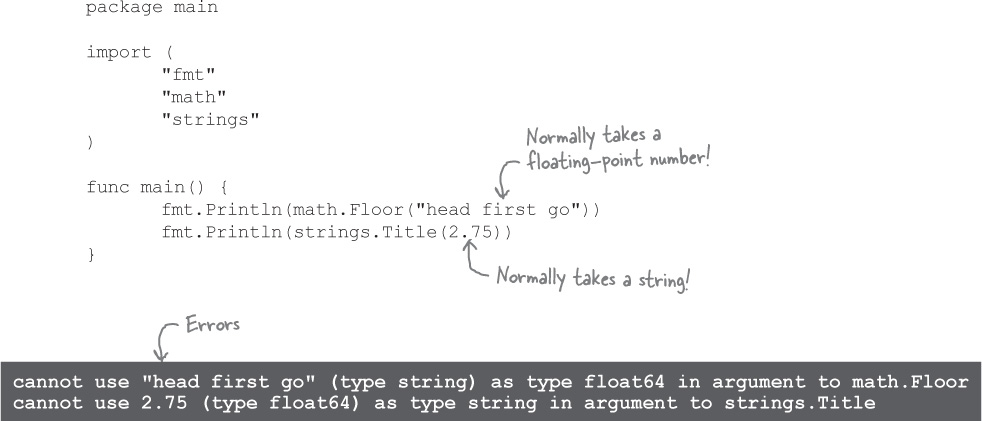 package main
import (
"fmt"
"math"
"strings"
)
func main() {
Normally takes a
floating-point number!
fmt.Println(math.Floor("head first go"))
fmt.Println(strings.Title(2.75))
}
Normally takes a string!
Errors
cannot use "head first go" (type string) as type float64 in argument to math.Floor
cannot use 2.75 (type float64) as type string in argument to strings.Title